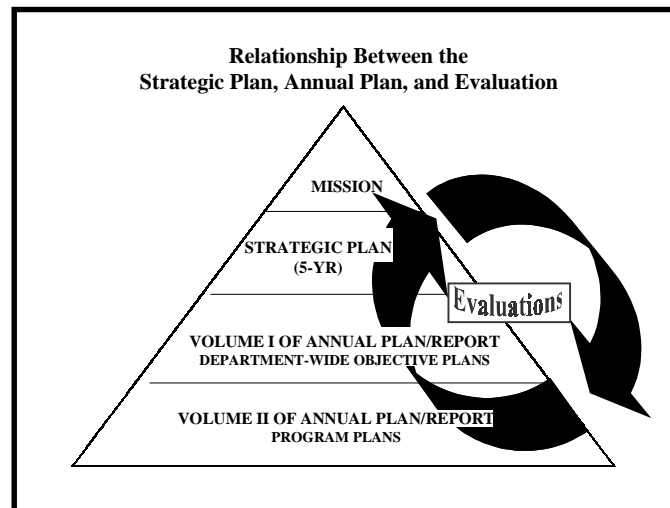 Relationship Between the
Strategic Plan, Annual Plan, and Evaluation
MISSION
STRATEGIC PLAN
(5-YR)
Evaluations
VOLUME I OF ANNUAL PLAN/REPORT
DEPARTMENT-WIDE OBJECTIVE PLANS
VOLUME II OF ANNUAL PLAN/REPORT
PROGRAM PLANS